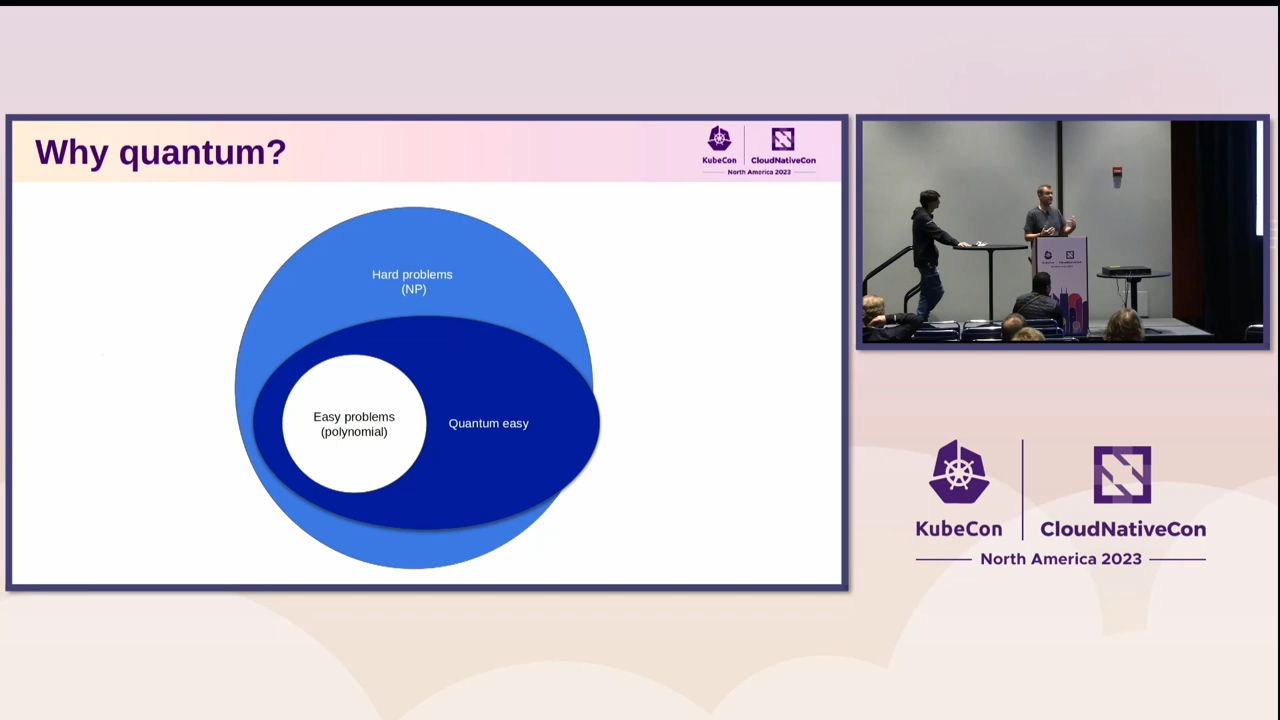 Why quantum?
KubeCon
CloudNativeCon
North America 2023
Hard problems
(NP)
Easy problems
(polynomial)
Quantum easy
KubeCon
CloudNativeCon
North America 2023